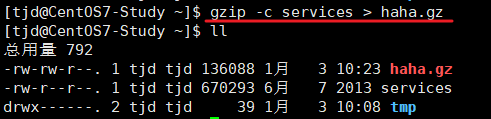 [tjd@CentOS7-Study ~]$ gzip -c services > haha.gz
[tjd@CentOS7-Study ~]$ ll
总用量 792
-rw-rw-r--. 1 tjd tjd 136088 1月   3 10:23 haha.gz
-rw-r--r--. 1 tjd tjd 670293 6月   7 2013 services
drwx------. 2 tjd tjd     39 1月   3 10:08 tmp